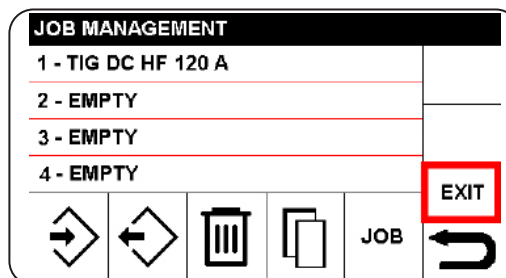 JOB MANAGEMENT
1 - TIG DC HF 120 A
2 - EMPTY
3 - EMPTY
4 - EMPTY
EXIT
JOB